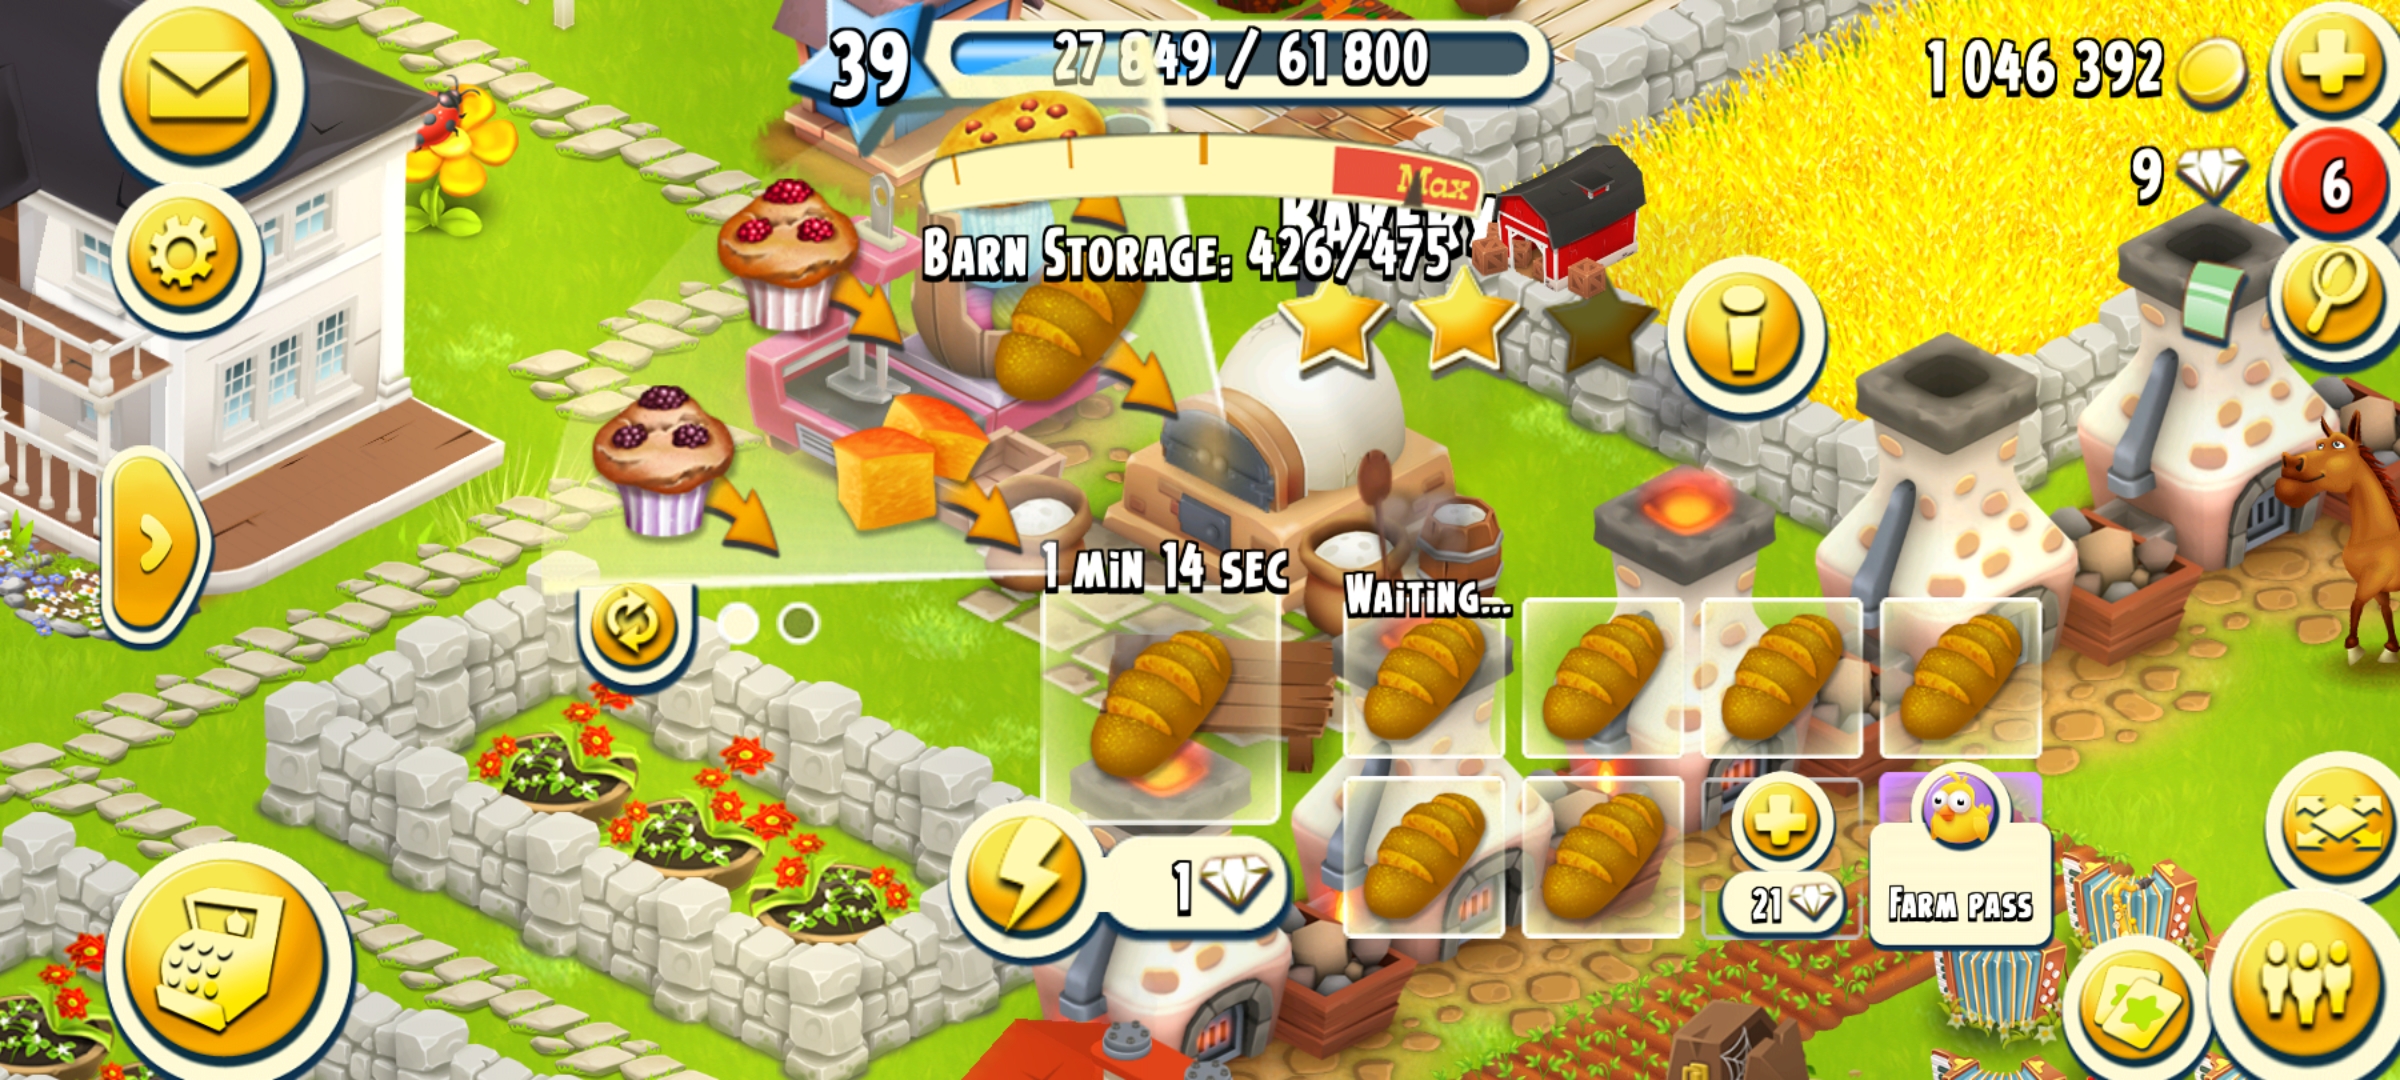 39
27 849 / 61 800
1 046 392
9
6
Max
BAKERY
BARN STORAGE: 426/475
1 MIN 14 SEC
WAITING...
1
21
FARM PASS